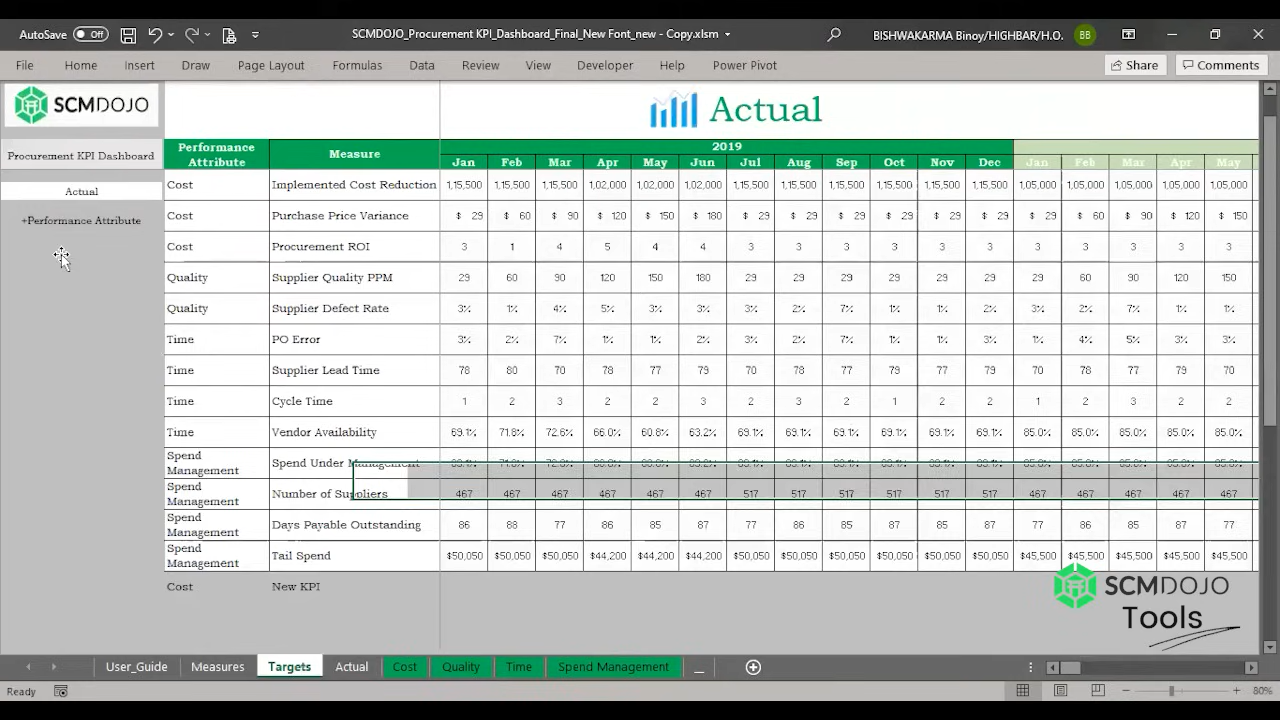 AutoSave Off SCMDOJO_Procurement KPI_Dashboard_Final_New Font_new - Copy.xlsm BISHWAKARMA Binoy/HIGHBAR/H.O. BB
File Home Insert Draw Page Layout Formulas Data Review View Developer Help Power Pivot Share Comments
SCMDOJO Actual
Procurement KPI Dashboard Performance Attribute Measure 2019
Jan Feb Mar Apr May Jun Jul Aug Sep Oct Nov Dec Jan Feb Mar Apr May
Actual Cost Implemented Cost Reduction 1,15,500 1,15,500 1,15,500 1,02,000 1,02,000 1,02,000 1,15,500 1,15,500 1,15,500 1,15,500 1,15,500 1,15,500 1,05,000 1,05,000 1,05,000 1,05,000 1,05,000
+Performance Attribute Cost Purchase Price Variance $ 29 $ 60 $ 90 $ 120 $ 150 $ 180 $ 29 $ 29 $ 29 $ 29 $ 29 $ 29 $ 29 $ 60 $ 90 $ 120 $ 150
Cost Procurement ROI 3 1 4 5 4 4 3 3 3 3 3 3 3 3 3 3 3
Quality Supplier Quality PPM 29 60 90 120 150 180 29 29 29 29 29 29 29 60 90 120 150
Quality Supplier Defect Rate 3% 1% 4% 5% 3% 3% 3% 2% 7% 1% 1% 2% 3% 2% 7% 1% 1%
Time PO Error 3% 2% 7% 1% 1% 2% 3% 2% 7% 1% 3% 3% 1% 4% 5% 3% 3%
Time Supplier Lead Time 78 80 70 78 77 79 70 78 77 79 77 79 70 78 77 79 70
Time Cycle Time 1 2 3 2 2 3 2 3 2 1 2 3 1 2 3 2 2
Time Vendor Availability 69.1% 71.8% 72.6% 66.0% 60.8% 63.2% 69.1% 69.1% 69.1% 69.1% 69.1% 69.1% 85.0% 85.0% 85.0% 85.0% 85.0%
Spend Management Spend Under Management
Spend Management Number of Suppliers 467 467 467 467 467 467 517 517 517 517 517 517 467 467 467 467 467
Spend Management Days Payable Outstanding 86 88 77 86 85 87 77 86 85 87 85 87 77 86 85 87 77
Spend Management Tail Spend $50,050 $50,050 $50,050 $44,200 $44,200 $44,200 $50,050 $50,050 $50,050 $50,050 $50,050 $50,050 $45,500 $45,500 $45,500 $45,500 $45,500
Cost New KPI
SCMDOJO
Tools
User_Guide Measures Targets Actual Cost Quality Time Spend Management
Ready 80%